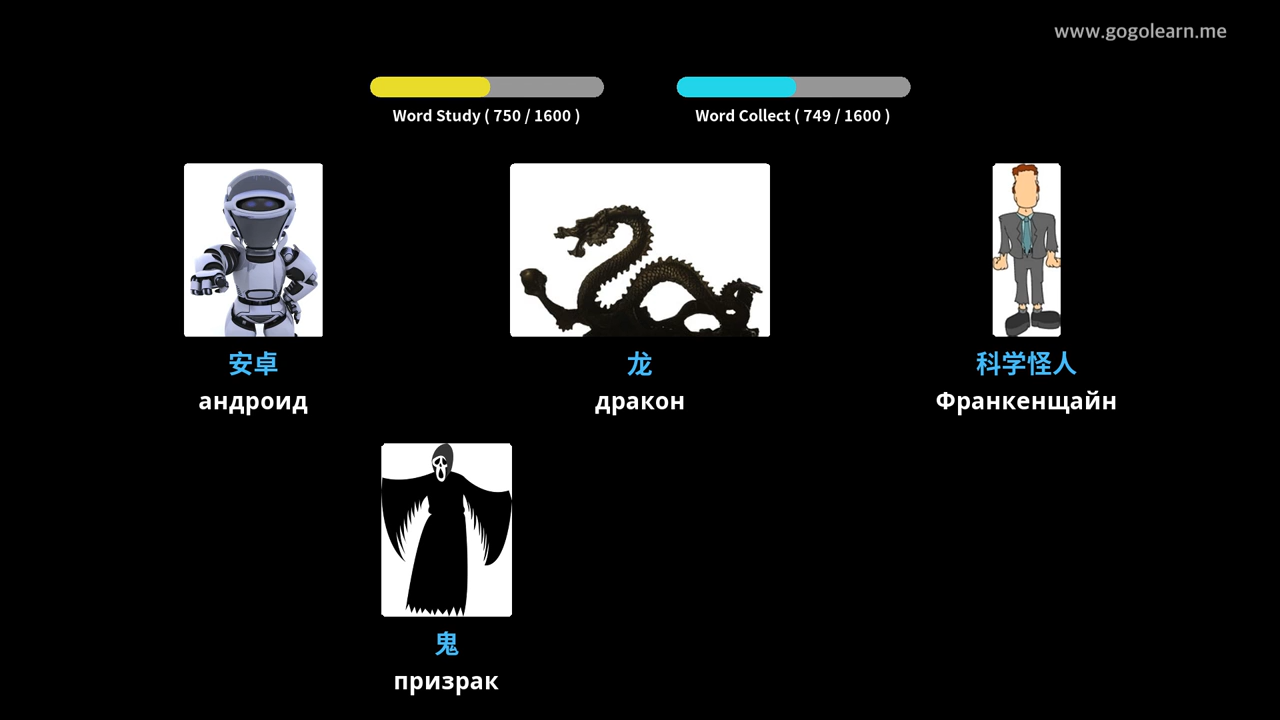 www.gogolearn.me
Word Study ( 750 / 1600 )
Word Collect ( 749 / 1600 )
安卓
андроид
龙
дракон
科学怪人
Франкенщайн
鬼
призрак